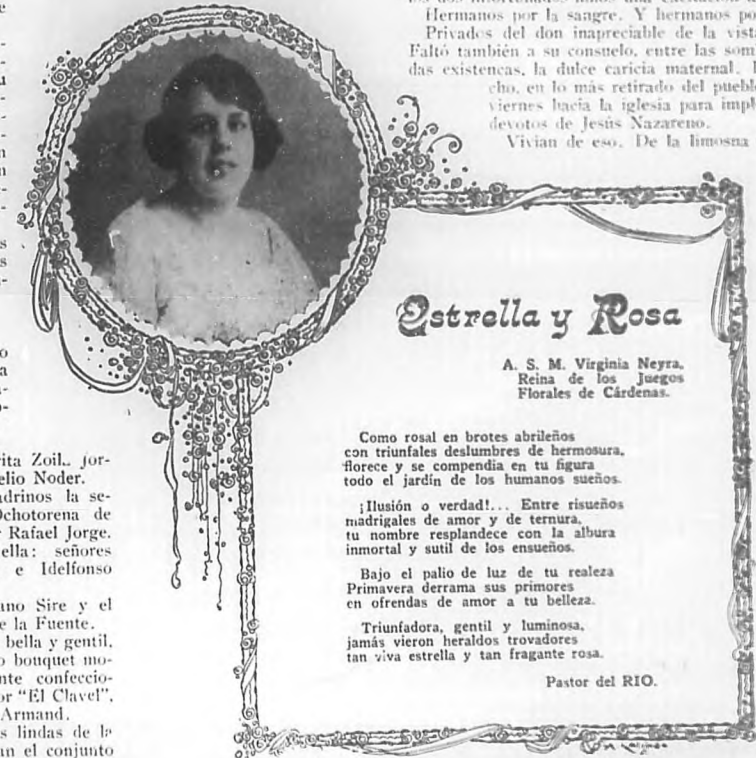 Hermanos por la sangre. Y hermanos
Privados del don inapreciable de la
Faltó también a su consuelo, entre las
das existencas, la dulce caricia maternal.
cho, en lo más retirado del
viernes hacia la iglesia para
devotos de Jesús Nazareno.
Vivian de eso. De la limosna
Estrella y Rosa
A. S. M. Virginia Neyra,
Reina de los Juegos
Florales de Cárdenas.
Como rosal en brotes abrileños
con triunfales deslumbres de hermosura,
florece y se compendia en tu figura
todo el jardín de los humanos sueños.
¡Ilusión o verdad!... Entre risueños
madrigales de amor y de ternura,
tu nombre resplandece con la albura
inmortal y sutil de los ensueños.
Bajo el palio de luz de tu realeza
Primavera derrama sus primores
en ofrendas de amor a tu belleza.
Triunfadora, gentil y luminosa,
jamás vieron heraldos trovadores
tan viva estrella y tan fragante rosa.
Pastor del RIO.
ita Zoil.. Jor-
elio Noder.
adrinos la se-
Ochotorena de
Rafael Jorge.
ella: señores
e Idelfonso
ano Sire y el
e la Fuente.
bella y gentil,
o bouquet mo-
nte confeccio-
or "El Clavel",
Armand.
s lindas de la
an el conjunto